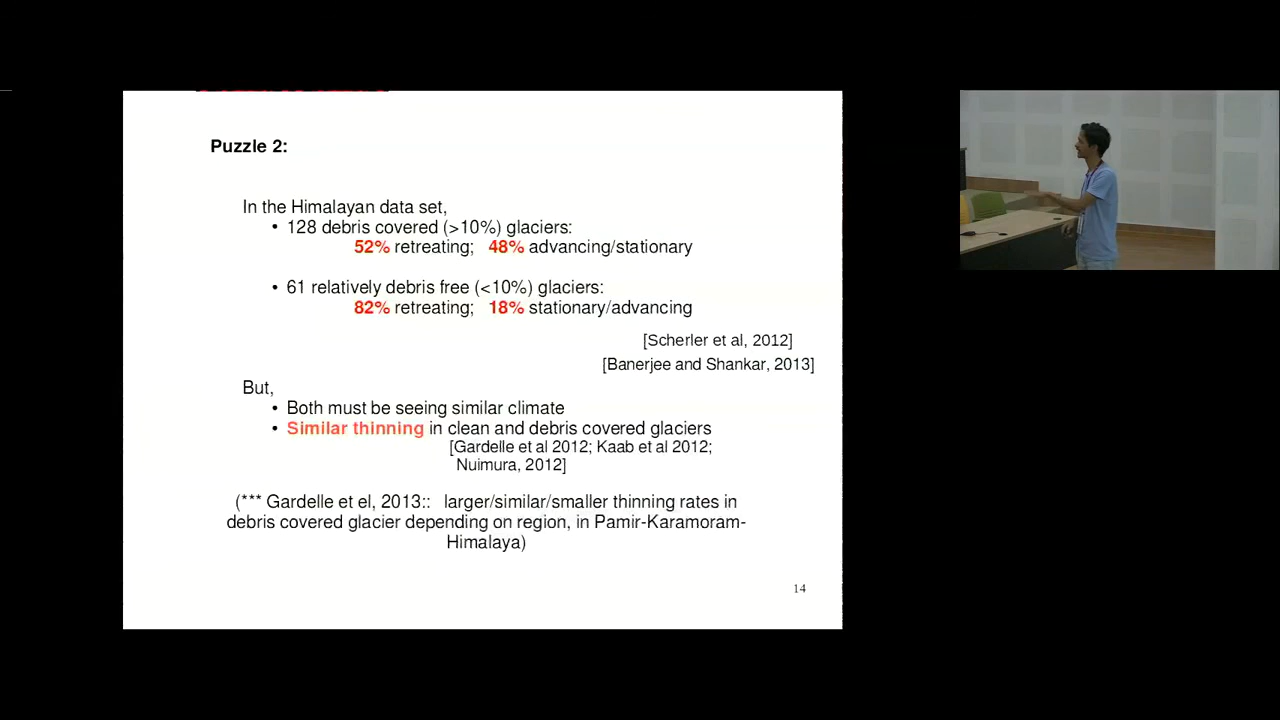 Puzzle 2:
In the Himalayan data set,
• 128 debris covered (>10%) glaciers:
52% retreating; 48% advancing/stationary
• 61 relatively debris free (<10%) glaciers:
82% retreating; 18% stationary/advancing
[Scherler et al, 2012]
[Banerjee and Shankar, 2013]
But,
• Both must be seeing similar climate
• Similar thinning in clean and debris covered glaciers
[Gardelle et al 2012; Kaab et al 2012;
Nuimura, 2012]
(*** Gardelle et el, 2013:: larger/similar/smaller thinning rates in
debris covered glacier depending on region, in Pamir-Karamoram-
Himalaya)
14